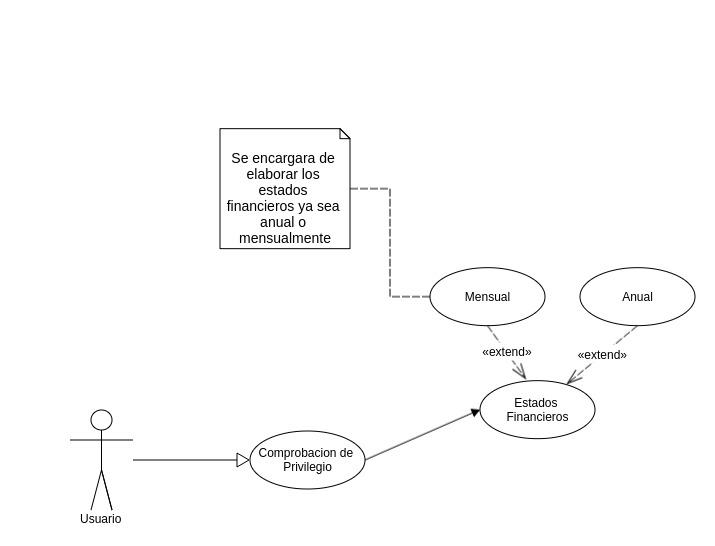 Se encargara de
elaborar los
estados
financieros ya sea
anual o
mensualmente
Mensual
Anual
«extend»
«extend»
Estados
Financieros
Comprobacion de
Privilegio
Usuario